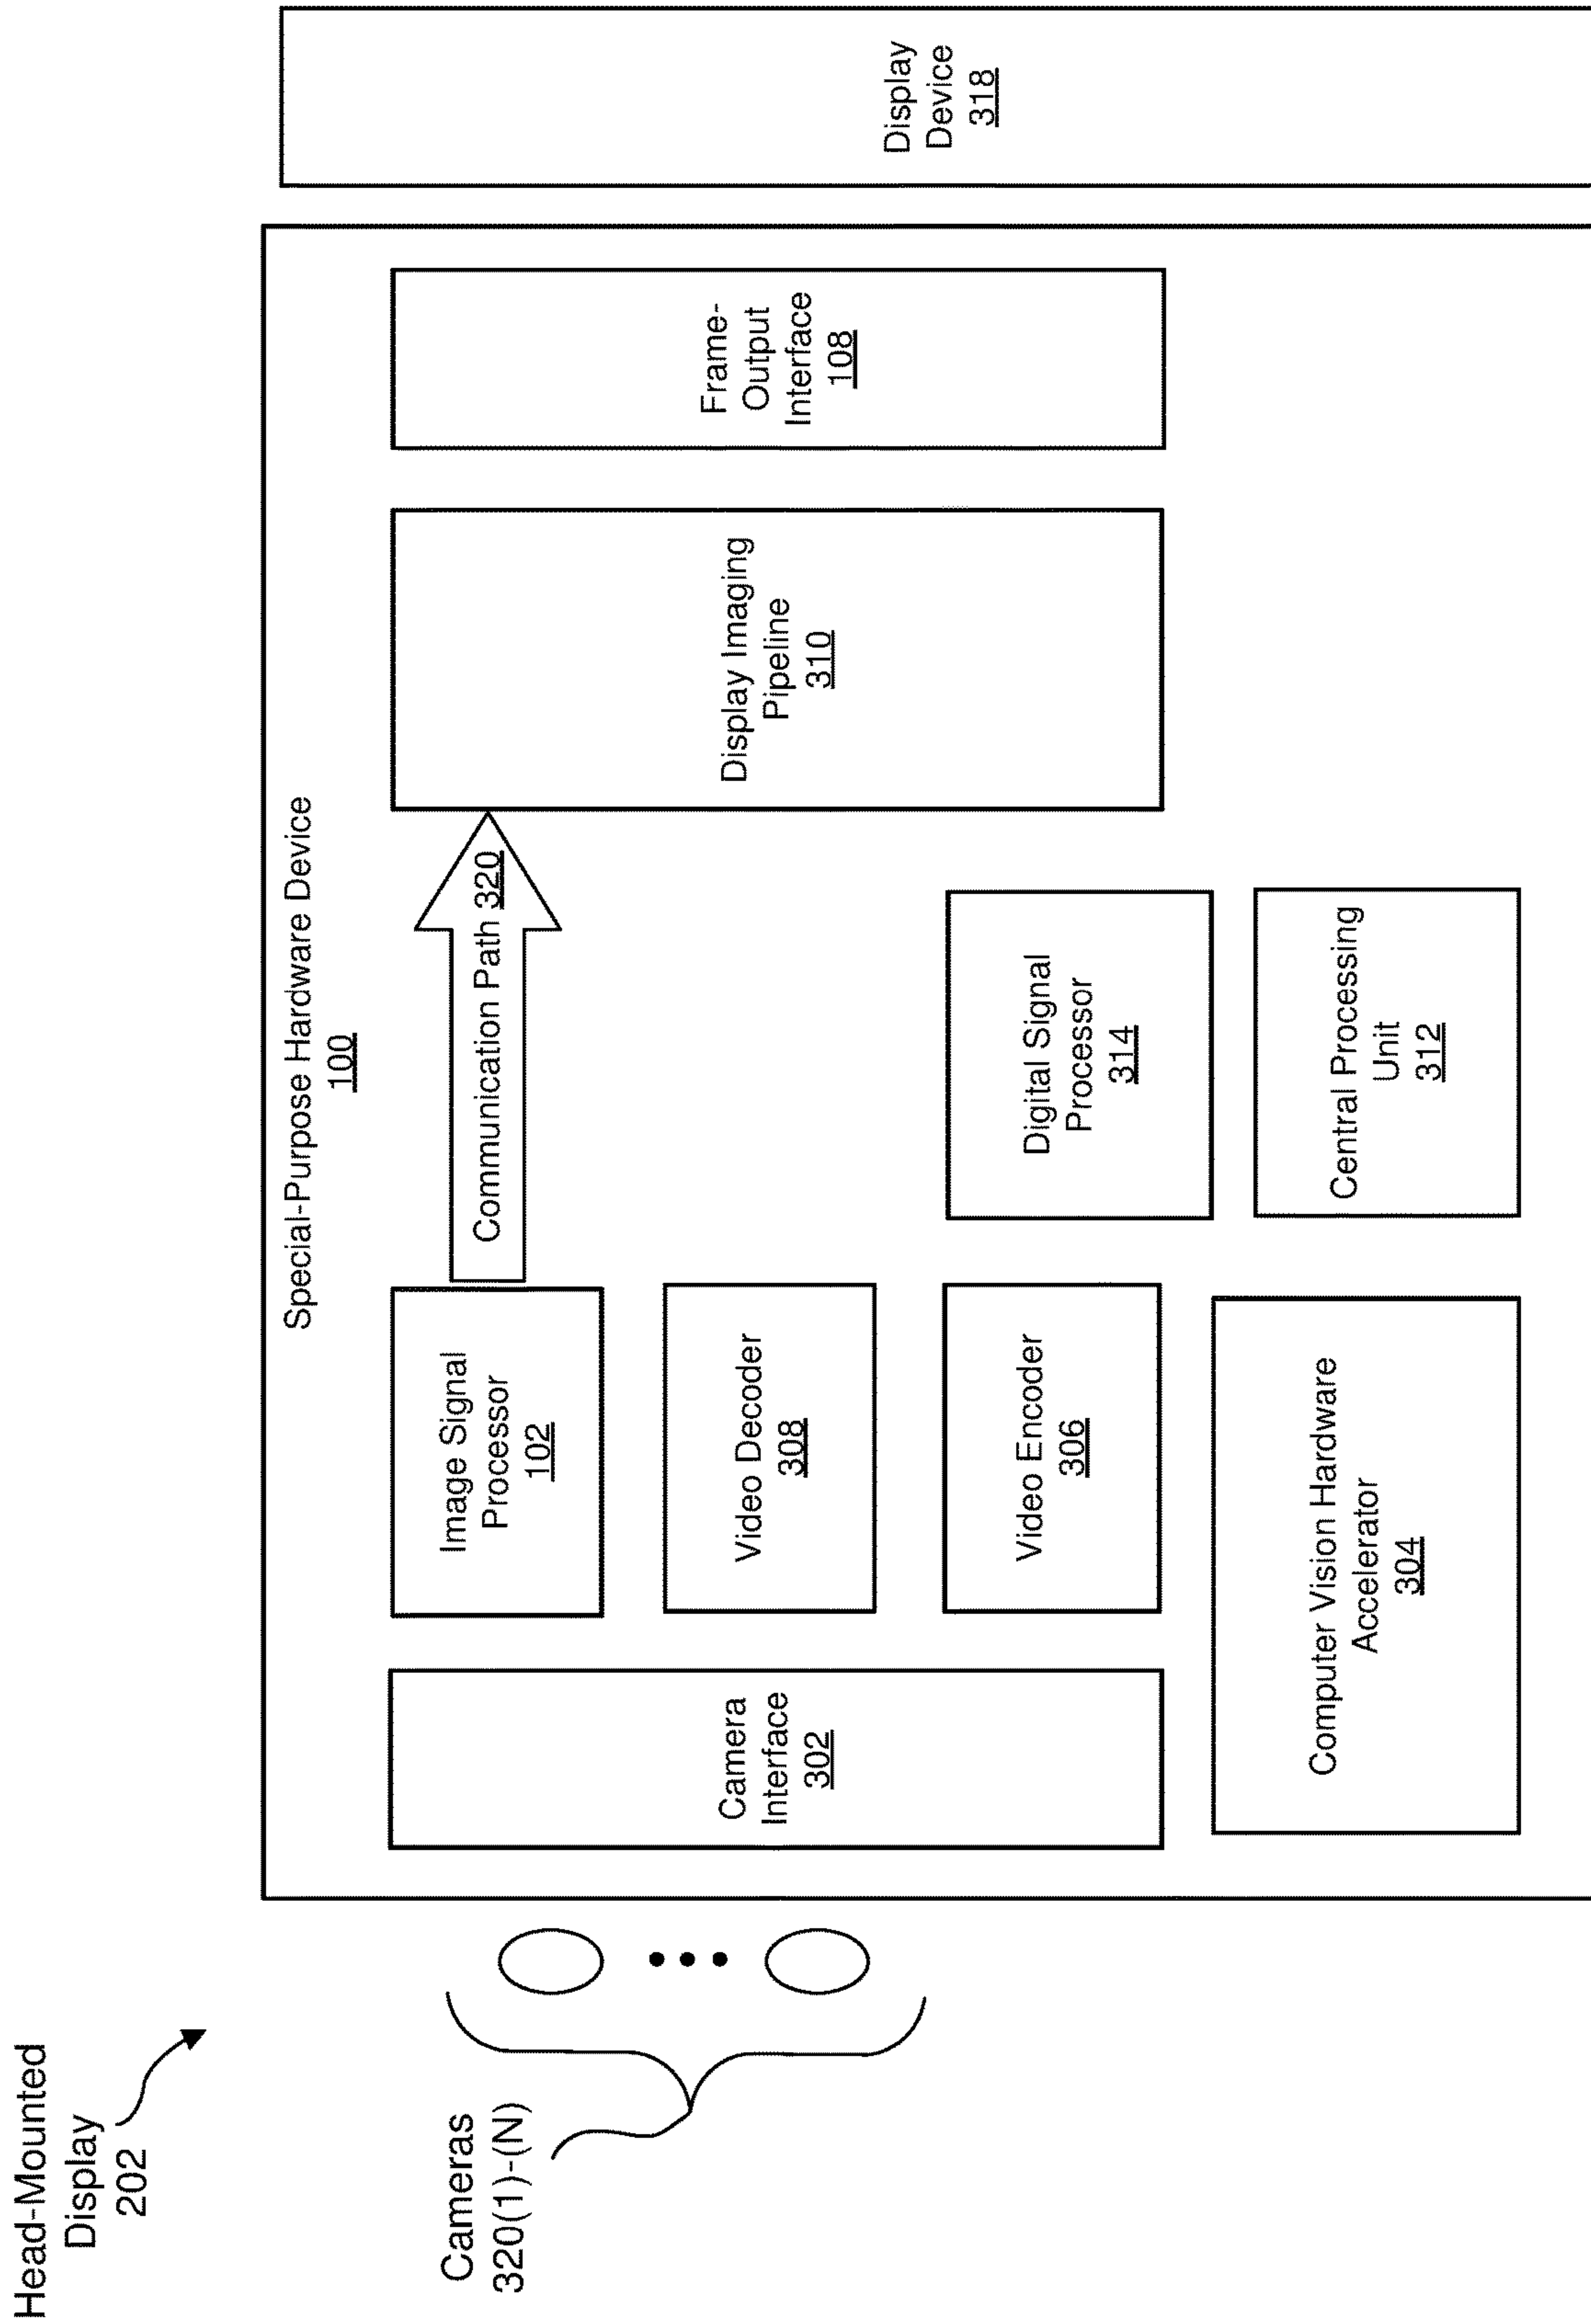 Head-Mounted
Display
202
Cameras
320(1)-(N)
Special-Purpose Hardware Device
100
Camera
Interface
302
Image Signal
Processor
102
Communication Path 320
Video Decoder
308
Video Encoder
306
Computer Vision Hardware
Accelerator
304
Digital Signal
Processor
314
Central Processing
Unit
312
Display Imaging
Pipeline
310
Frame-
Output
Interface
108
Display
Device
318